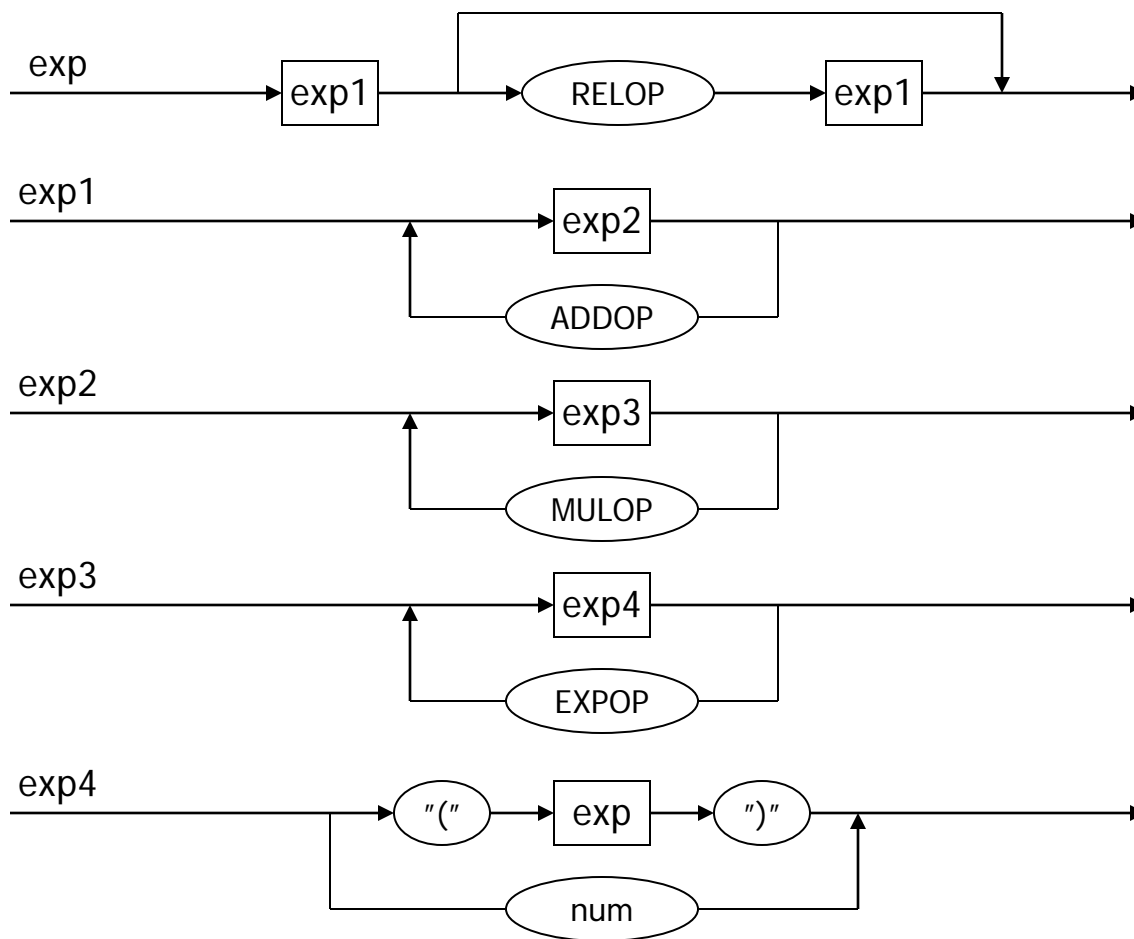 exp
exp1 RELOP exp1
exp1
exp2
ADDOP
exp2
exp3
MULOP
exp3
exp4
EXPOP
exp4
"(" exp ")"
num